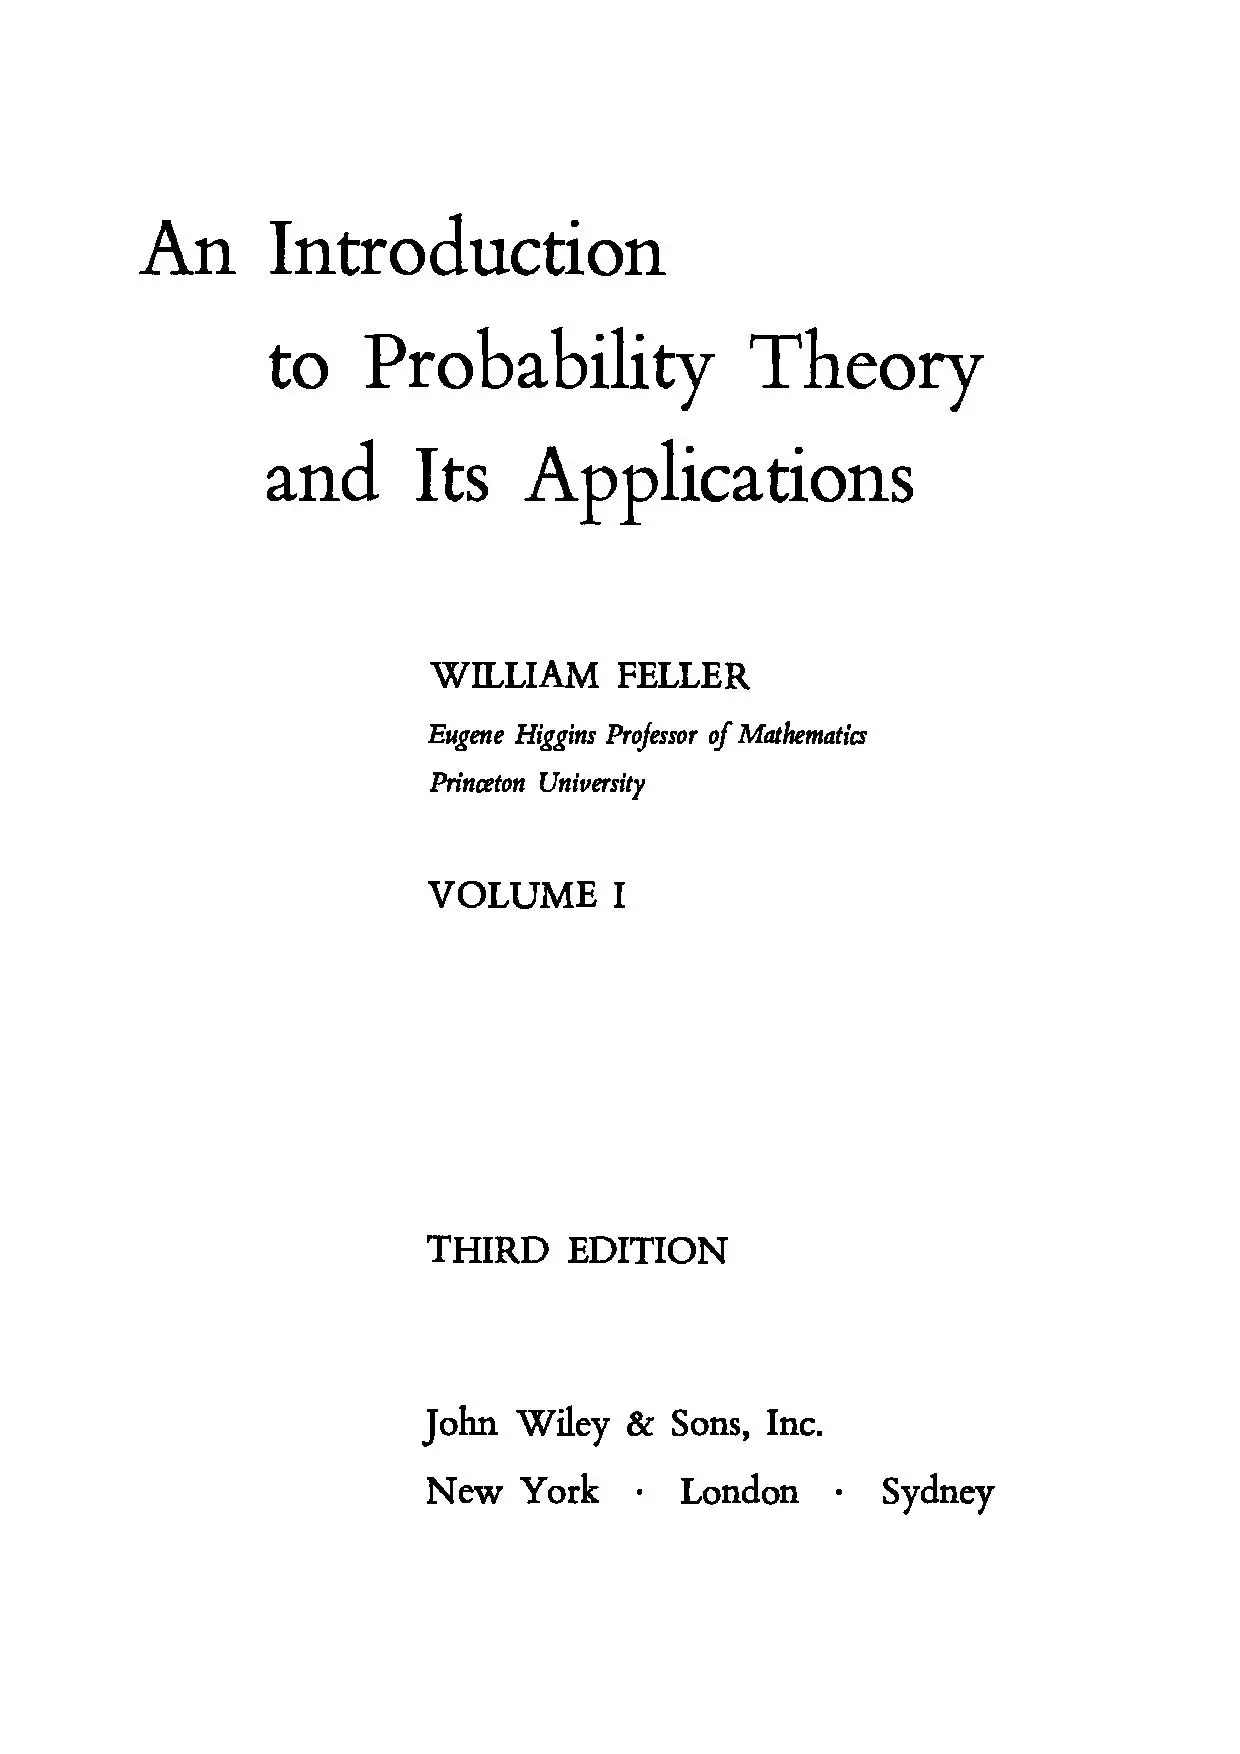 An Introduction
to Probability Theory
and Its Applications
WILLIAM FELLER
Eugene Higgins Professor of Mathematics
Princeton University
VOLUME I
THIRD EDITION
John Wiley & Sons, Inc.
New York · London · Sydney